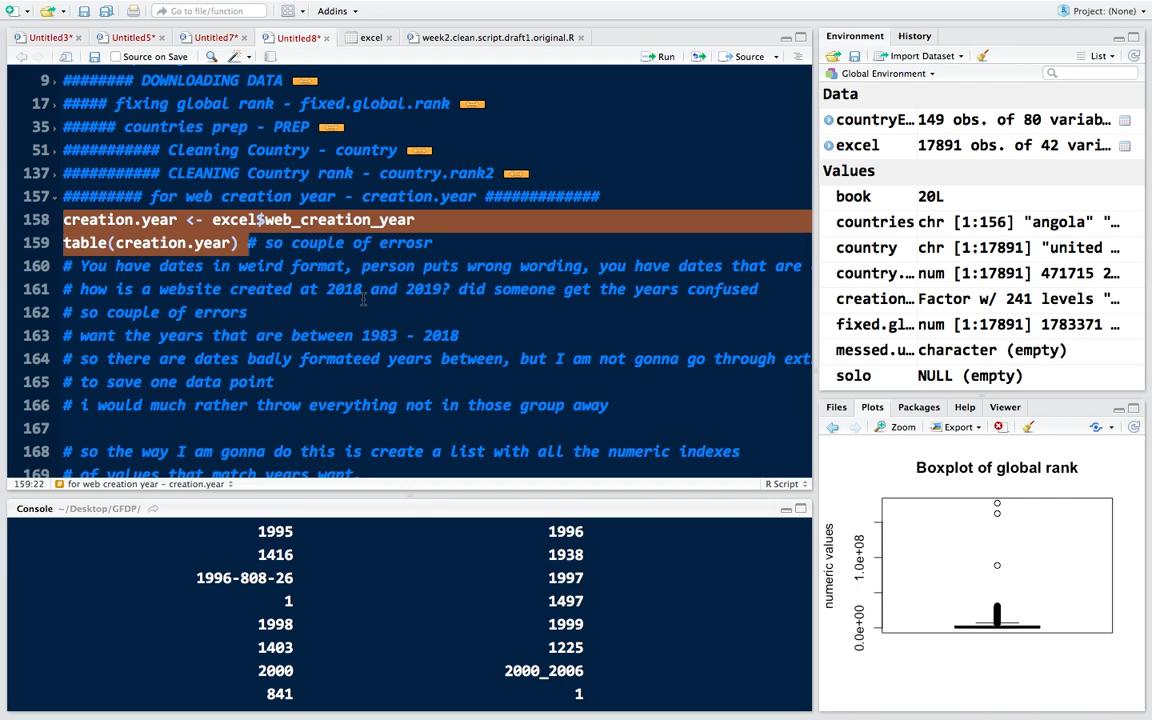 Go to file/function
Addins
Project: (None)
Untitled3*
Untitled5*
Untitled7*
Untitled8*
excel
week2.clean.script.draft1.original.R
Source on Save
Run
Source
9 ######## DOWNLOADING DATA
17 ##### fixing global rank - fixed.global.rank
35 ###### countries prep - PREP
51 ########### Cleaning Country - country
137 ########### CLEANING Country rank - country.rank2
157 ######### for web creation year - creation.year #############
158 creation.year <- excel$web_creation_year
159 table(creation.year) # so couple of errosr
160 # You have dates in weird format, person puts wrong wording, you have dates that are
161 # how is a website created at 2018 and 2019? did someone get the years confused
162 # so couple of errors
163 # want the years that are between 1983 - 2018
164 # so there are dates badly formateed years between, but I am not gonna go through ext
165 # to save one data point
166 # i would much rather throw everything not in those group away
167
168 # so the way I am gonna do this is create a list with all the numeric indexes
169 # of values that match years want.
159:22 for web creation year - creation.year
R Script
Console ~/Desktop/GFDP/
1995 1996
1416 1938
1996-808-26 1997
1 1497
1998 1999
1403 1225
2000 2000_2006
841 1
Environment History
Import Dataset
List
Global Environment
Data
countryE… 149 obs. of 80 variab…
excel 17891 obs. of 42 vari…
Values
book 20L
countries chr [1:156] "angola" "…
country chr [1:17891] "united …
country.… num [1:17891] 471715 2…
creation… Factor w/ 241 levels "…
fixed.gl… num [1:17891] 1783371 …
messed.u… character (empty)
solo NULL (empty)
Files Plots Packages Help Viewer
Zoom Export
Boxplot of global rank
numeric values
1.0e+08
0.0e+00